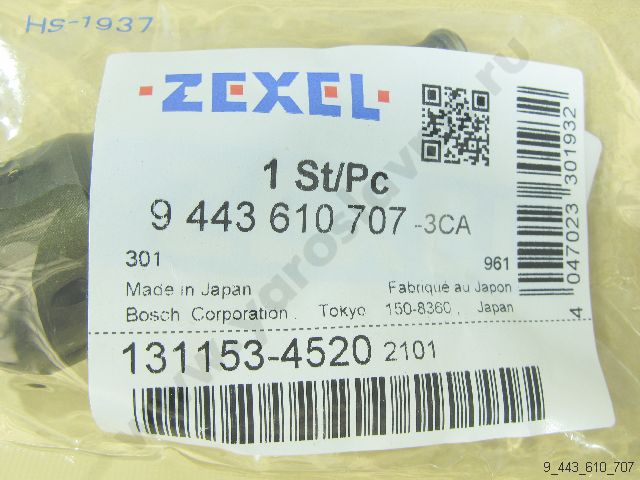 HS-1937
ZEXEL
1 St/Pc
9 443 610 707 -3CA
301
961
Made in Japan
Fabriqué au Japon
Bosch Corporation . Tokyo 150-8360 , Japan
4 047023 301932
131153-4520 2101
9_443_610_707